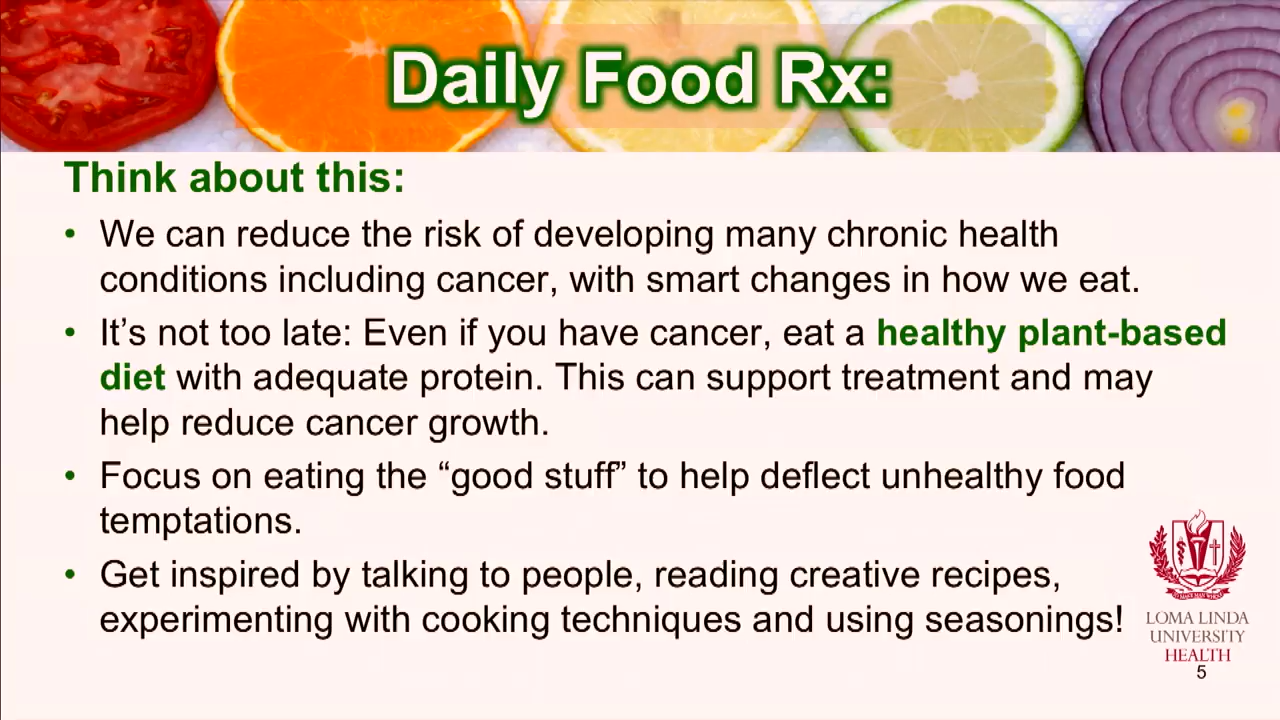 Daily Food Rx:
Think about this:
• We can reduce the risk of developing many chronic health
conditions including cancer, with smart changes in how we eat.
• It’s not too late: Even if you have cancer, eat a healthy plant-based
diet with adequate protein. This can support treatment and may
help reduce cancer growth.
• Focus on eating the “good stuff” to help deflect unhealthy food
temptations.
• Get inspired by talking to people, reading creative recipes,
experimenting with cooking techniques and using seasonings!
LOMA LINDA
UNIVERSITY
HEALTH
5